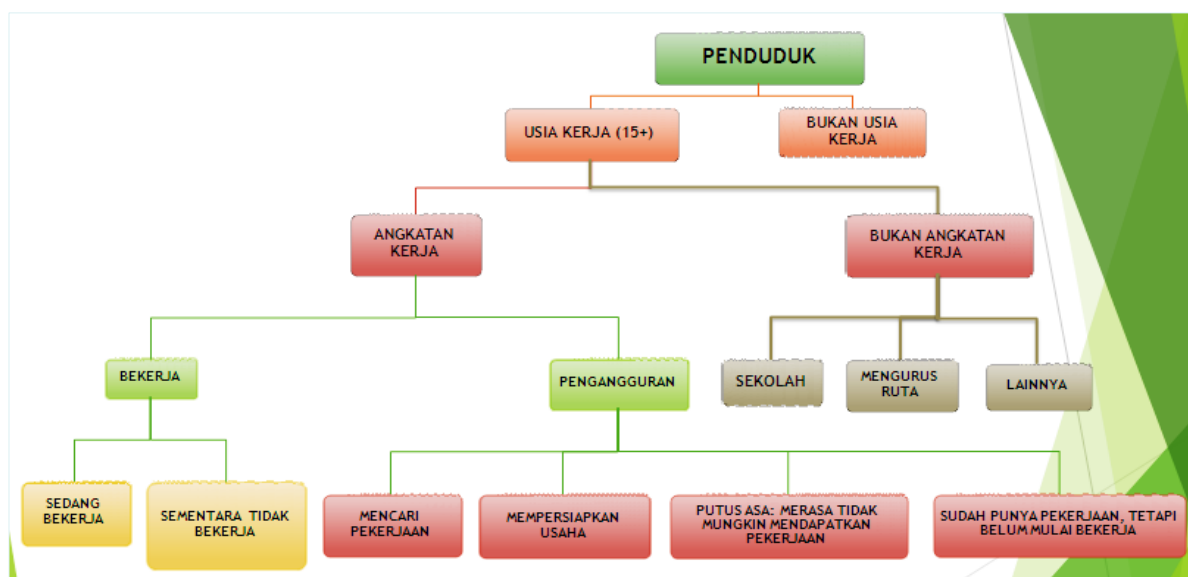 PENDUDUK
USIA KERJA (15+)
BUKAN USIA
KERJA
ANGKATAN
KERJA
BUKAN ANGKATAN
KERJA
BEKERJA
PENGANGGURAN
SEKOLAH
MENGURUS
RUTA
LAINNYA
SEDANG
BEKERJA
SEMENTARA TIDAK
BEKERJA
MENCARI
PEKERJAAN
MEMPERSIAPKAN
USAHA
PUTUS ASA: MERASA TIDAK
MUNGKIN MENDAPATKAN
PEKERJAAN
SUDAH PUNYA PEKERJAAN, TETAPI
BELUM MULAI BEKERJA